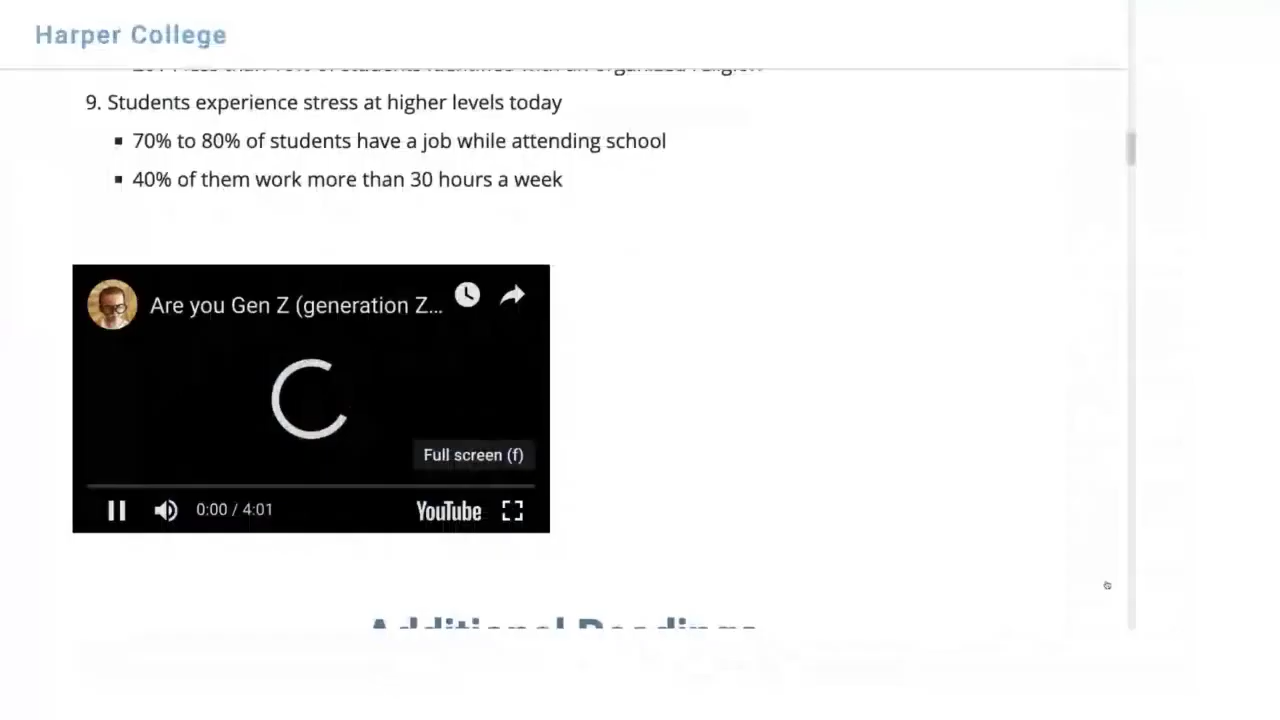 Harper College
9. Students experience stress at higher levels today
▪ 70% to 80% of students have a job while attending school
▪ 40% of them work more than 30 hours a week
Are you Gen Z (generation Z...
Full screen (f)
0:00 / 4:01
YouTube
Additional Readings